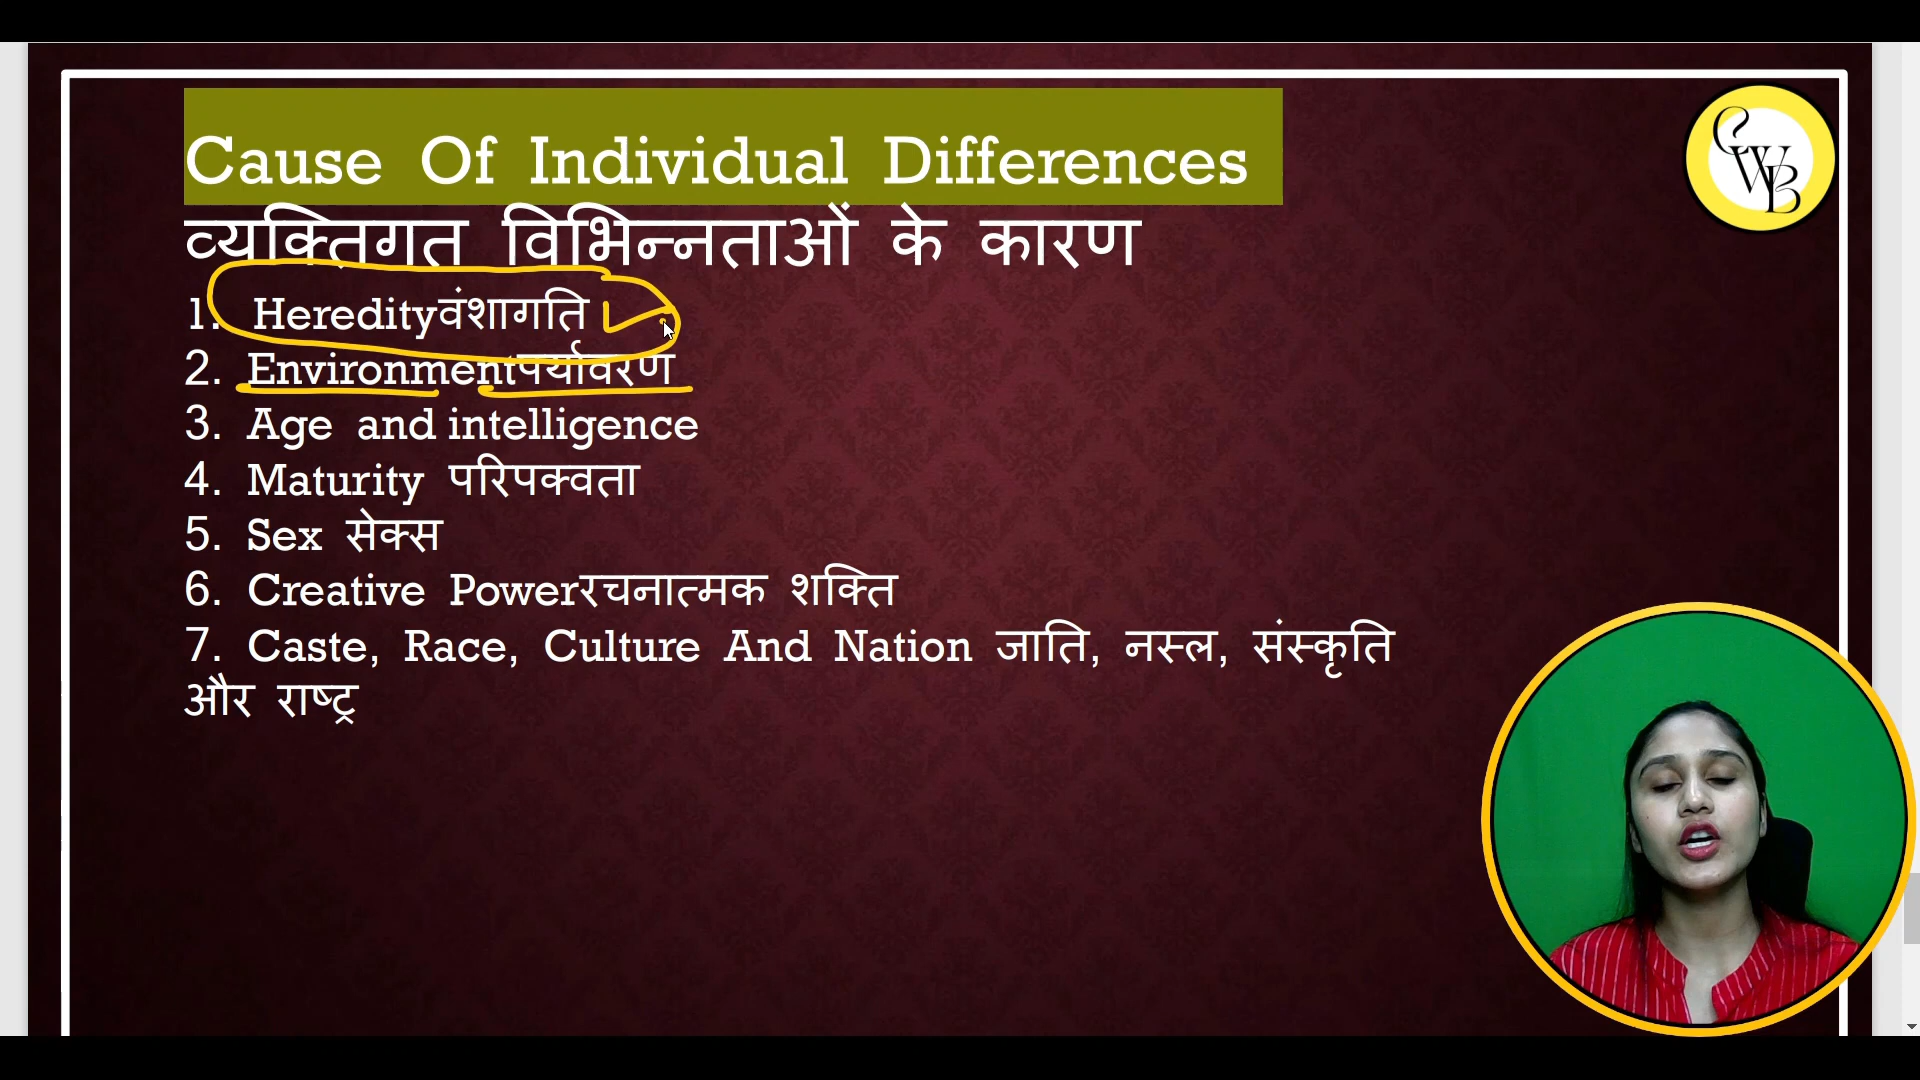 Cause Of Individual Differences
व्यक्तिगत विभिन्नताओं के कारण
1. Heredityवंशागति
2. Environmentपर्यावरण
3. Age and intelligence
4. Maturity परिपक्वता
5. Sex सेक्स
6. Creative Powerरचनात्मक शक्ति
7. Caste, Race, Culture And Nation जाति, नस्ल, संस्कृति
और राष्ट्र